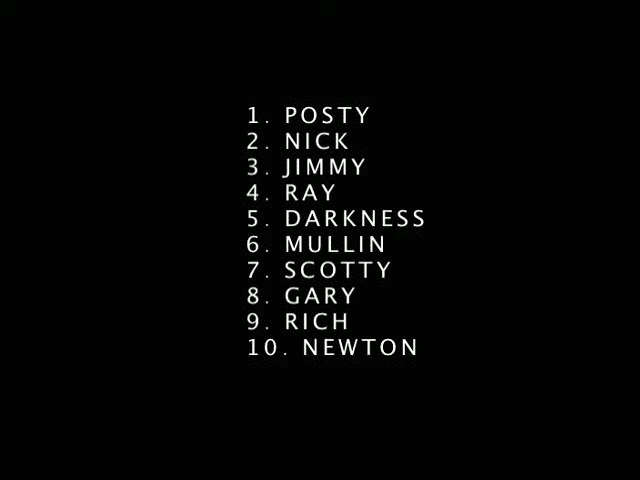 1. POSTY
2. NICK
3. JIMMY
4. RAY
5. DARKNESS
6. MULLIN
7. SCOTTY
8. GARY
9. RICH
10. NEWTON